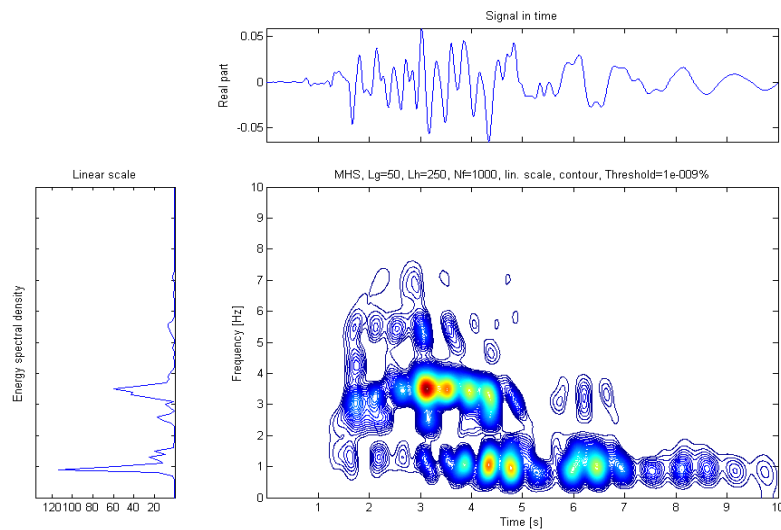 Signal in time
Real part
0.05
0
-0.05
Linear scale
Energy spectral density
120 100 80 60 40 20
MHS, Lg=50, Lh=250, Nf=1000, lin. scale, contour, Threshold=1e-009%
Frequency [Hz]
10
9
8
7
6
5
4
3
2
1
0
1 2 3 4 5 6 7 8 9 10
Time [s]